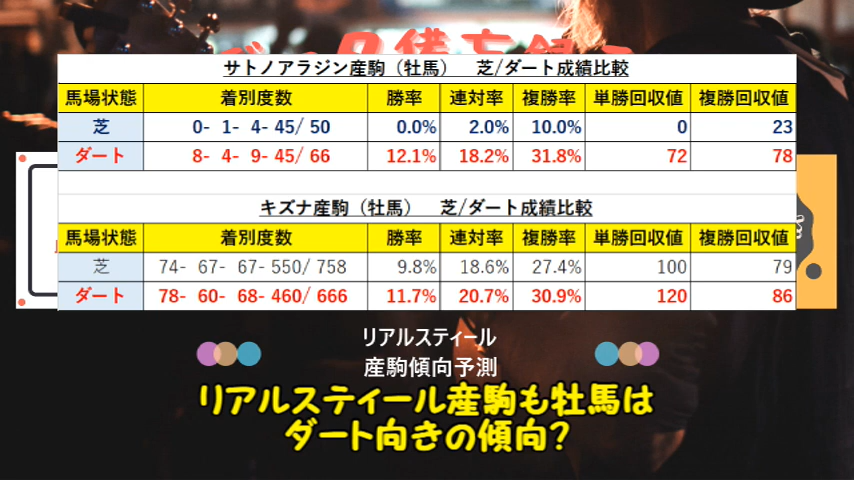 サトノアラジン産駒（牡馬）　芝/ダート成績比較
馬場状態 着別度数 勝率 連対率 複勝率 単勝回収値 複勝回収値
芝 0- 1- 4- 45/ 50 0.0% 2.0% 10.0% 0 23
ダート 8- 4- 9- 45/ 66 12.1% 18.2% 31.8% 72 78
キズナ産駒（牡馬）　芝/ダート成績比較
馬場状態 着別度数 勝率 連対率 複勝率 単勝回収値 複勝回収値
芝 74- 67- 67- 550/ 758 9.8% 18.6% 27.4% 100 79
ダート 78- 60- 68- 460/ 666 11.7% 20.7% 30.9% 120 86
リアルスティール
産駒傾向予測
リアルスティール産駒も牡馬は
ダート向きの傾向？